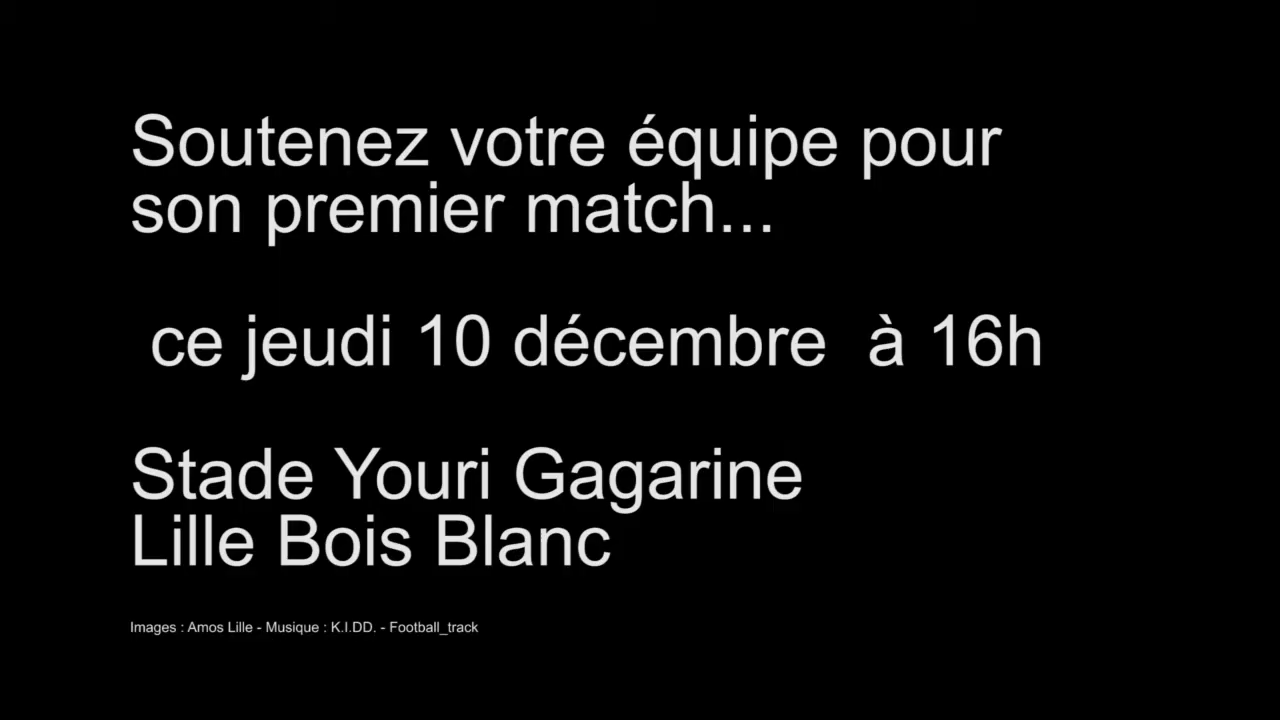 Soutenez votre équipe pour
son premier match...
ce jeudi 10 décembre  à 16h
Stade Youri Gagarine
Lille Bois Blanc
Images : Amos Lille - Musique : K.I.DD. - Football_track